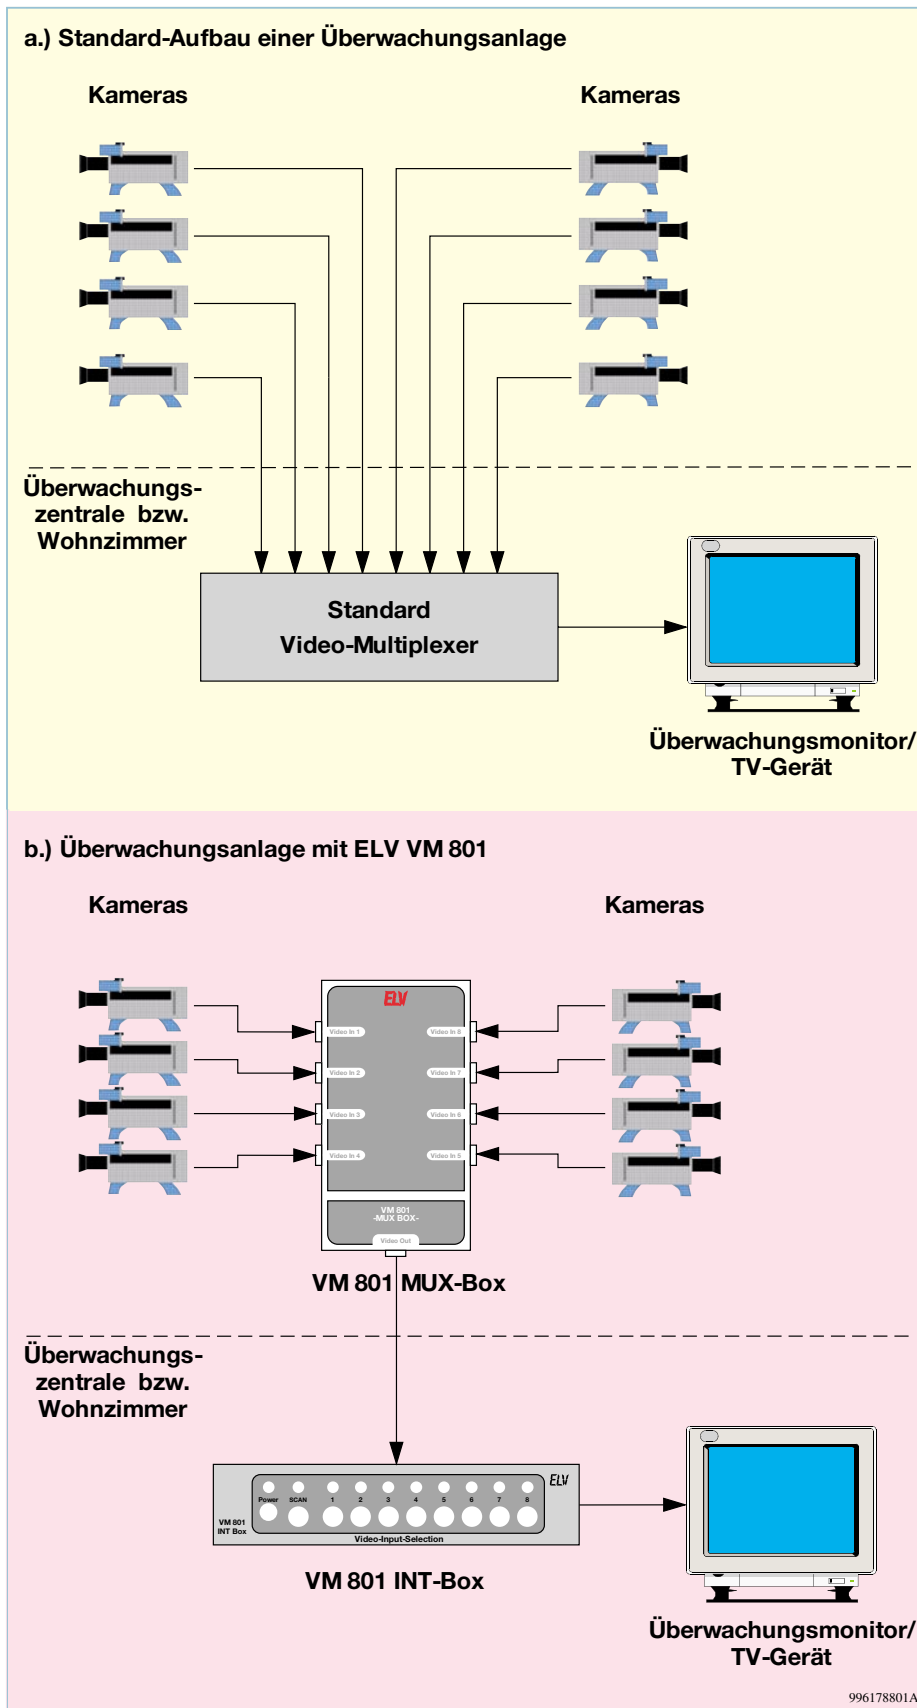 a.) Standard-Aufbau einer Überwachungsanlage
Kameras
Kameras
Überwachungs-
zentrale bzw.
Wohnzimmer
Standard
Video-Multiplexer
Überwachungsmonitor/
TV-Gerät
b.) Überwachungsanlage mit ELV VM 801
Kameras
Kameras
ELV
Video In 1
Video In 8
Video In 2
Video In 7
Video In 3
Video In 6
Video In 4
Video In 5
VM 801
-MUX BOX-
Video Out
VM 801 MUX-Box
Überwachungs-
zentrale bzw.
Wohnzimmer
ELV
Power SCAN 1 2 3 4 5 6 7 8
VM 801
INT Box
Video-Input-Selection
VM 801 INT-Box
Überwachungsmonitor/
TV-Gerät
996178801A